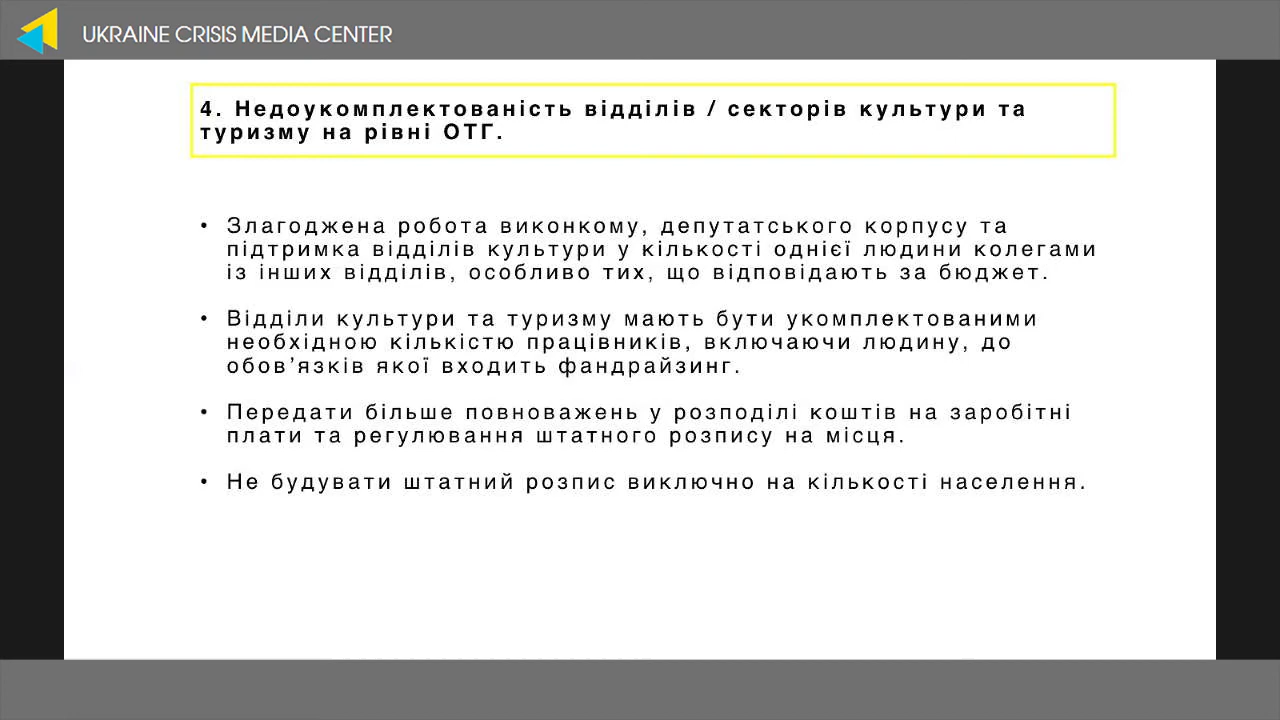 UKRAINE CRISIS MEDIA CENTER
4. Недоукомплектованість відділів / секторів культури та
туризму на рівні ОТГ.
• Злагоджена робота виконкому, депутатського корпусу та
підтримка відділів культури у кількості однієї людини колегами
із інших відділів, особливо тих, що відповідають за бюджет.
• Відділи культури та туризму мають бути укомплектованими
необхідною кількістю працівників, включаючи людину, до
обов’язків якої входить фандрайзинг.
• Передати більше повноважень у розподілі коштів на заробітні
плати та регулювання штатного розпису на місця.
• Не будувати штатний розпис виключно на кількості населення.